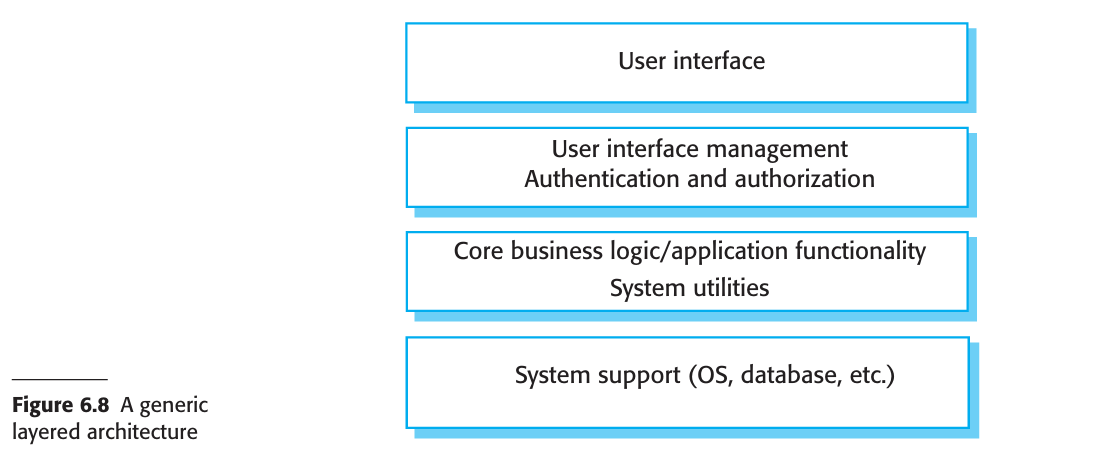 User interface
User interface management
Authentication and authorization
Core business logic/application functionality
System utilities
System support (OS, database, etc.)
Figure 6.8 A generic
layered architecture